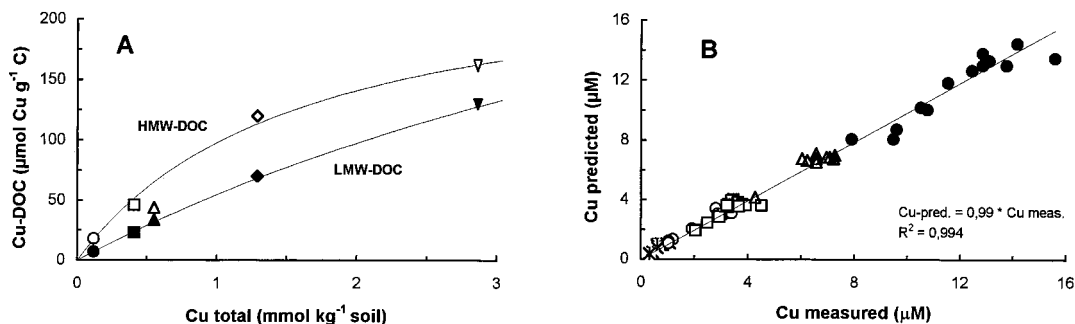 A
Cu-DOC (μmol Cu g⁻¹ C)
200
150
100
50
0
HMW-DOC
LMW-DOC
0 1 2 3
Cu total (mmol kg⁻¹ soil)
B
Cu predicted (μM)
16
12
8
4
0
Cu-pred. = 0,99 * Cu meas.
R² = 0,994
0 4 8 12 16
Cu measured (μM)